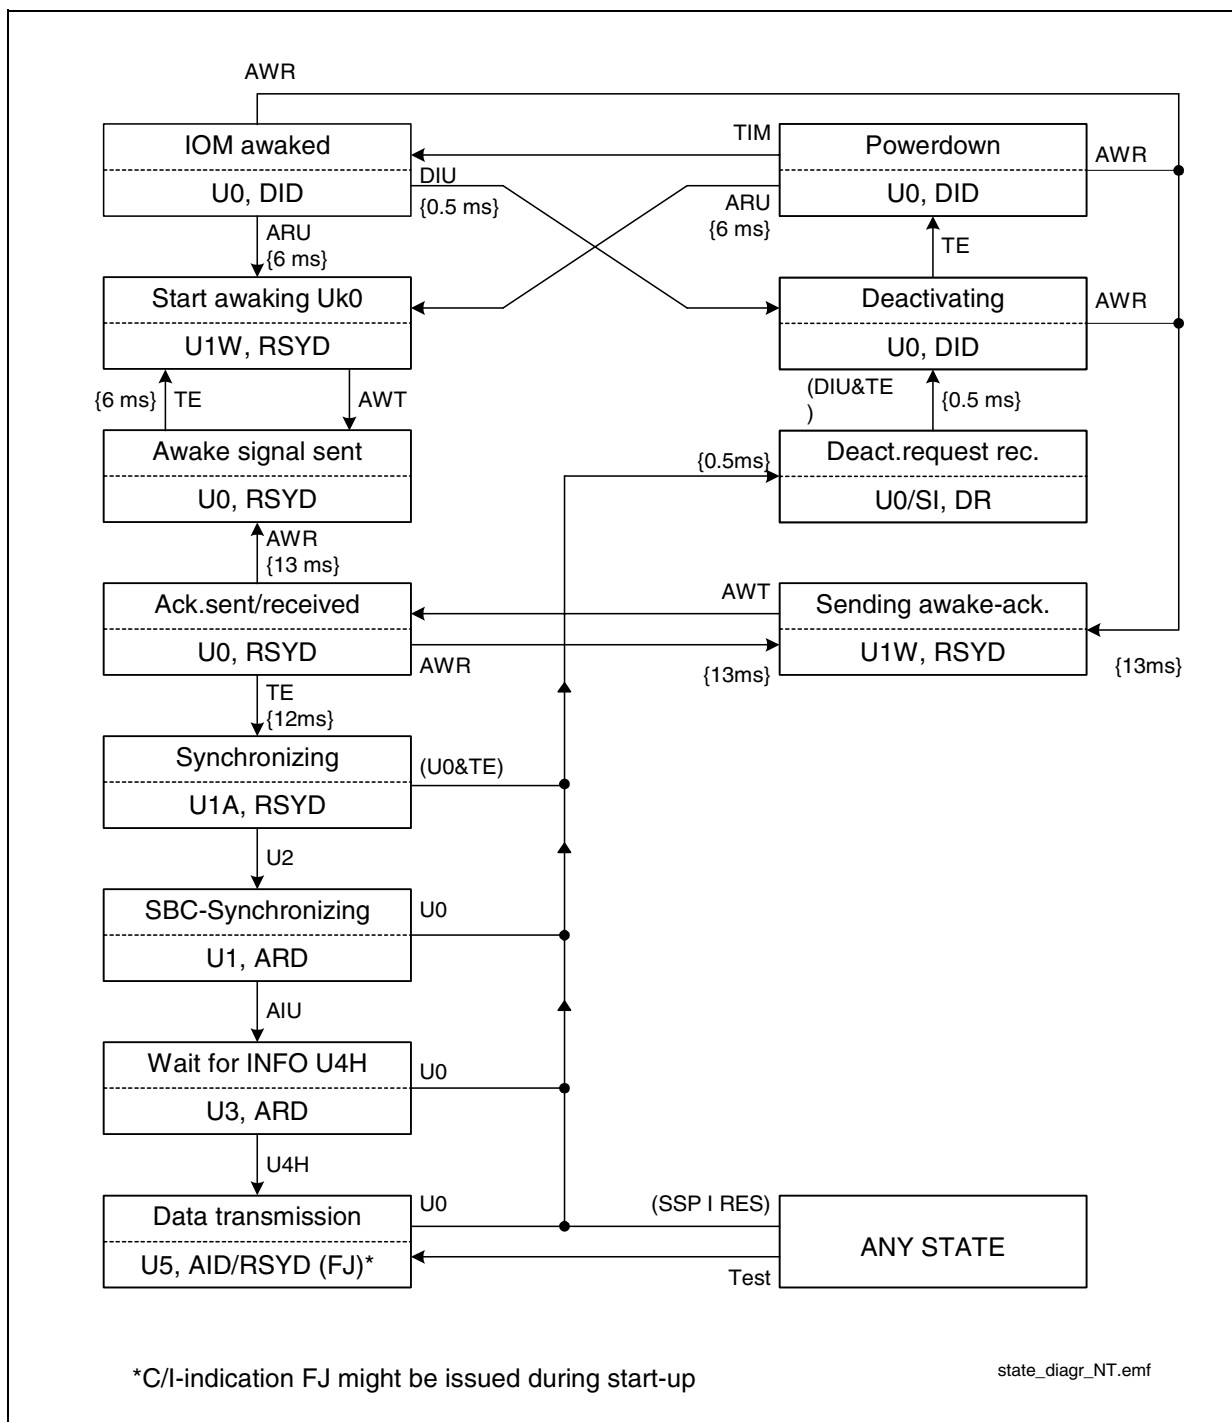 AWR
IOM awaked
U0, DID
TIM
Powerdown
U0, DID
AWR
DIU
{0.5 ms}
ARU
{6 ms}
ARU
{6 ms}
TE
Start awaking Uk0
U1W, RSYD
Deactivating
U0, DID
AWR
{6 ms}
TE
AWT
(DIU&TE
)
{0.5 ms}
Awake signal sent
U0, RSYD
{0.5ms}
Deact.request rec.
U0/SI, DR
AWR
{13 ms}
Ack.sent/received
U0, RSYD
AWT
Sending awake-ack.
U1W, RSYD
AWR
{13ms}
{13ms}
TE
{12ms}
Synchronizing
U1A, RSYD
(U0&TE)
U2
SBC-Synchronizing
U1, ARD
U0
AIU
Wait for INFO U4H
U3, ARD
U0
U4H
Data transmission
U5, AID/RSYD (FJ)*
U0
(SSP I RES)
Test
ANY STATE
*C/I-indication FJ might be issued during start-up
state_diagr_NT.emf